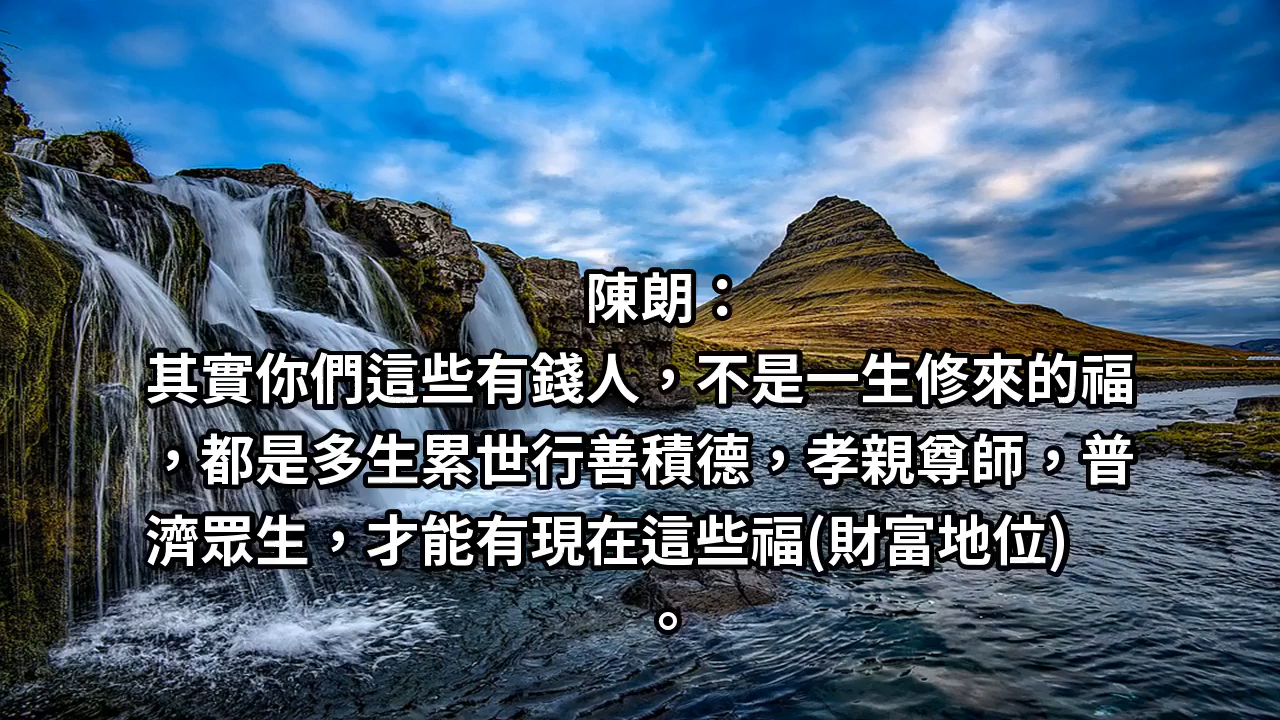 陳朗：
其實你們這些有錢人，不是一生修來的福
，都是多生累世行善積德，孝親尊師，普
濟眾生，才能有現在這些福(財富地位)
。